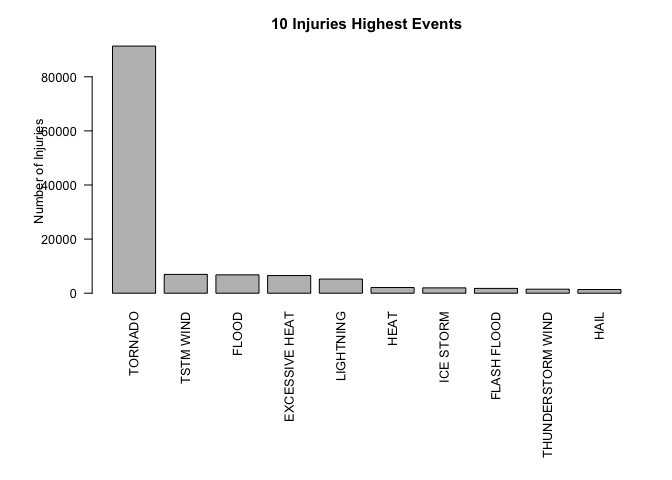 10 Injuries Highest Events
Number of Injuries
80000
60000
40000
20000
0
TORNADO
TSTM WIND
FLOOD
EXCESSIVE HEAT
LIGHTNING
HEAT
ICE STORM
FLASH FLOOD
THUNDERSTORM WIND
HAIL